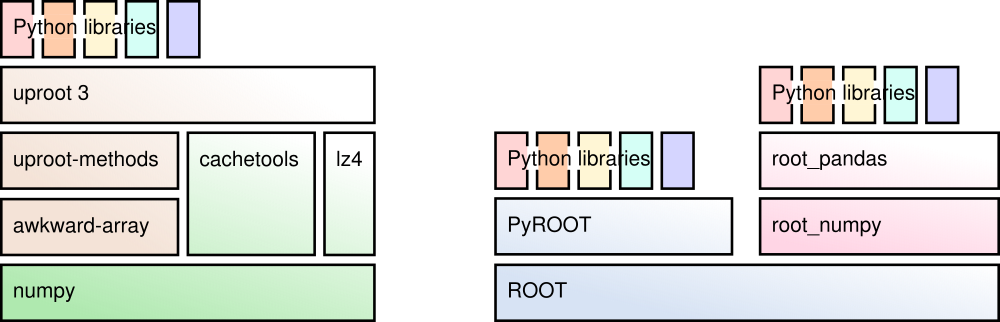 Python libraries
uproot 3
uproot-methods
cachetools
lz4
awkward-array
numpy
Python libraries
PyROOT
Python libraries
root_pandas
root_numpy
ROOT